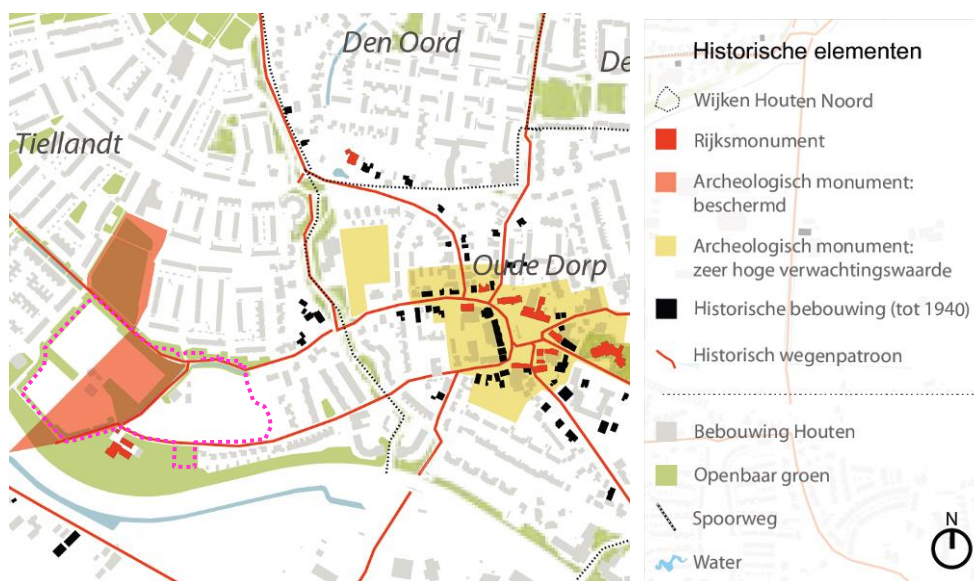 Den Oord
De
Tiellandt
Oude Dorp
Historische elementen
Wijken Houten Noord
Rijksmonument
Archeologisch monument:
beschermd
Archeologisch monument:
zeer hoge verwachtingswaarde
Historische bebouwing (tot 1940)
Historisch wegenpatroon
Bebouwing Houten
Openbaar groen
Spoorweg
Water
N